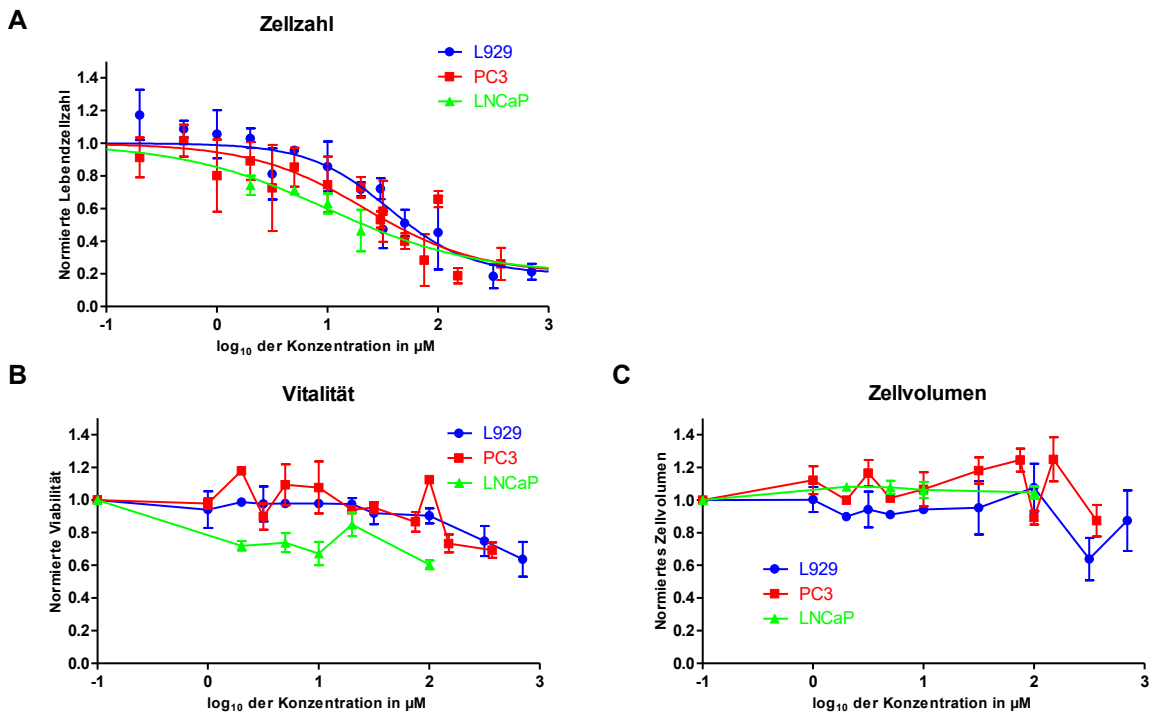 A
Zellzahl
L929
PC3
LNCaP
Normierte Lebendzellzahl
1.4
1.2
1.0
0.8
0.6
0.4
0.2
0.0
-1 0 1 2 3
log10 der Konzentration in µM
B
Vitalität
L929
PC3
LNCaP
Normierte Viabilität
1.4
1.2
1.0
0.8
0.6
0.4
0.2
0.0
-1 0 1 2 3
log10 der Konzentration in µM
C
Zellvolumen
Normiertes Zellvolumen
1.4
1.2
1.0
0.8
0.6
0.4
0.2
0.0
L929
PC3
LNCaP
-1 0 1 2 3
log10 der Konzentration in µM